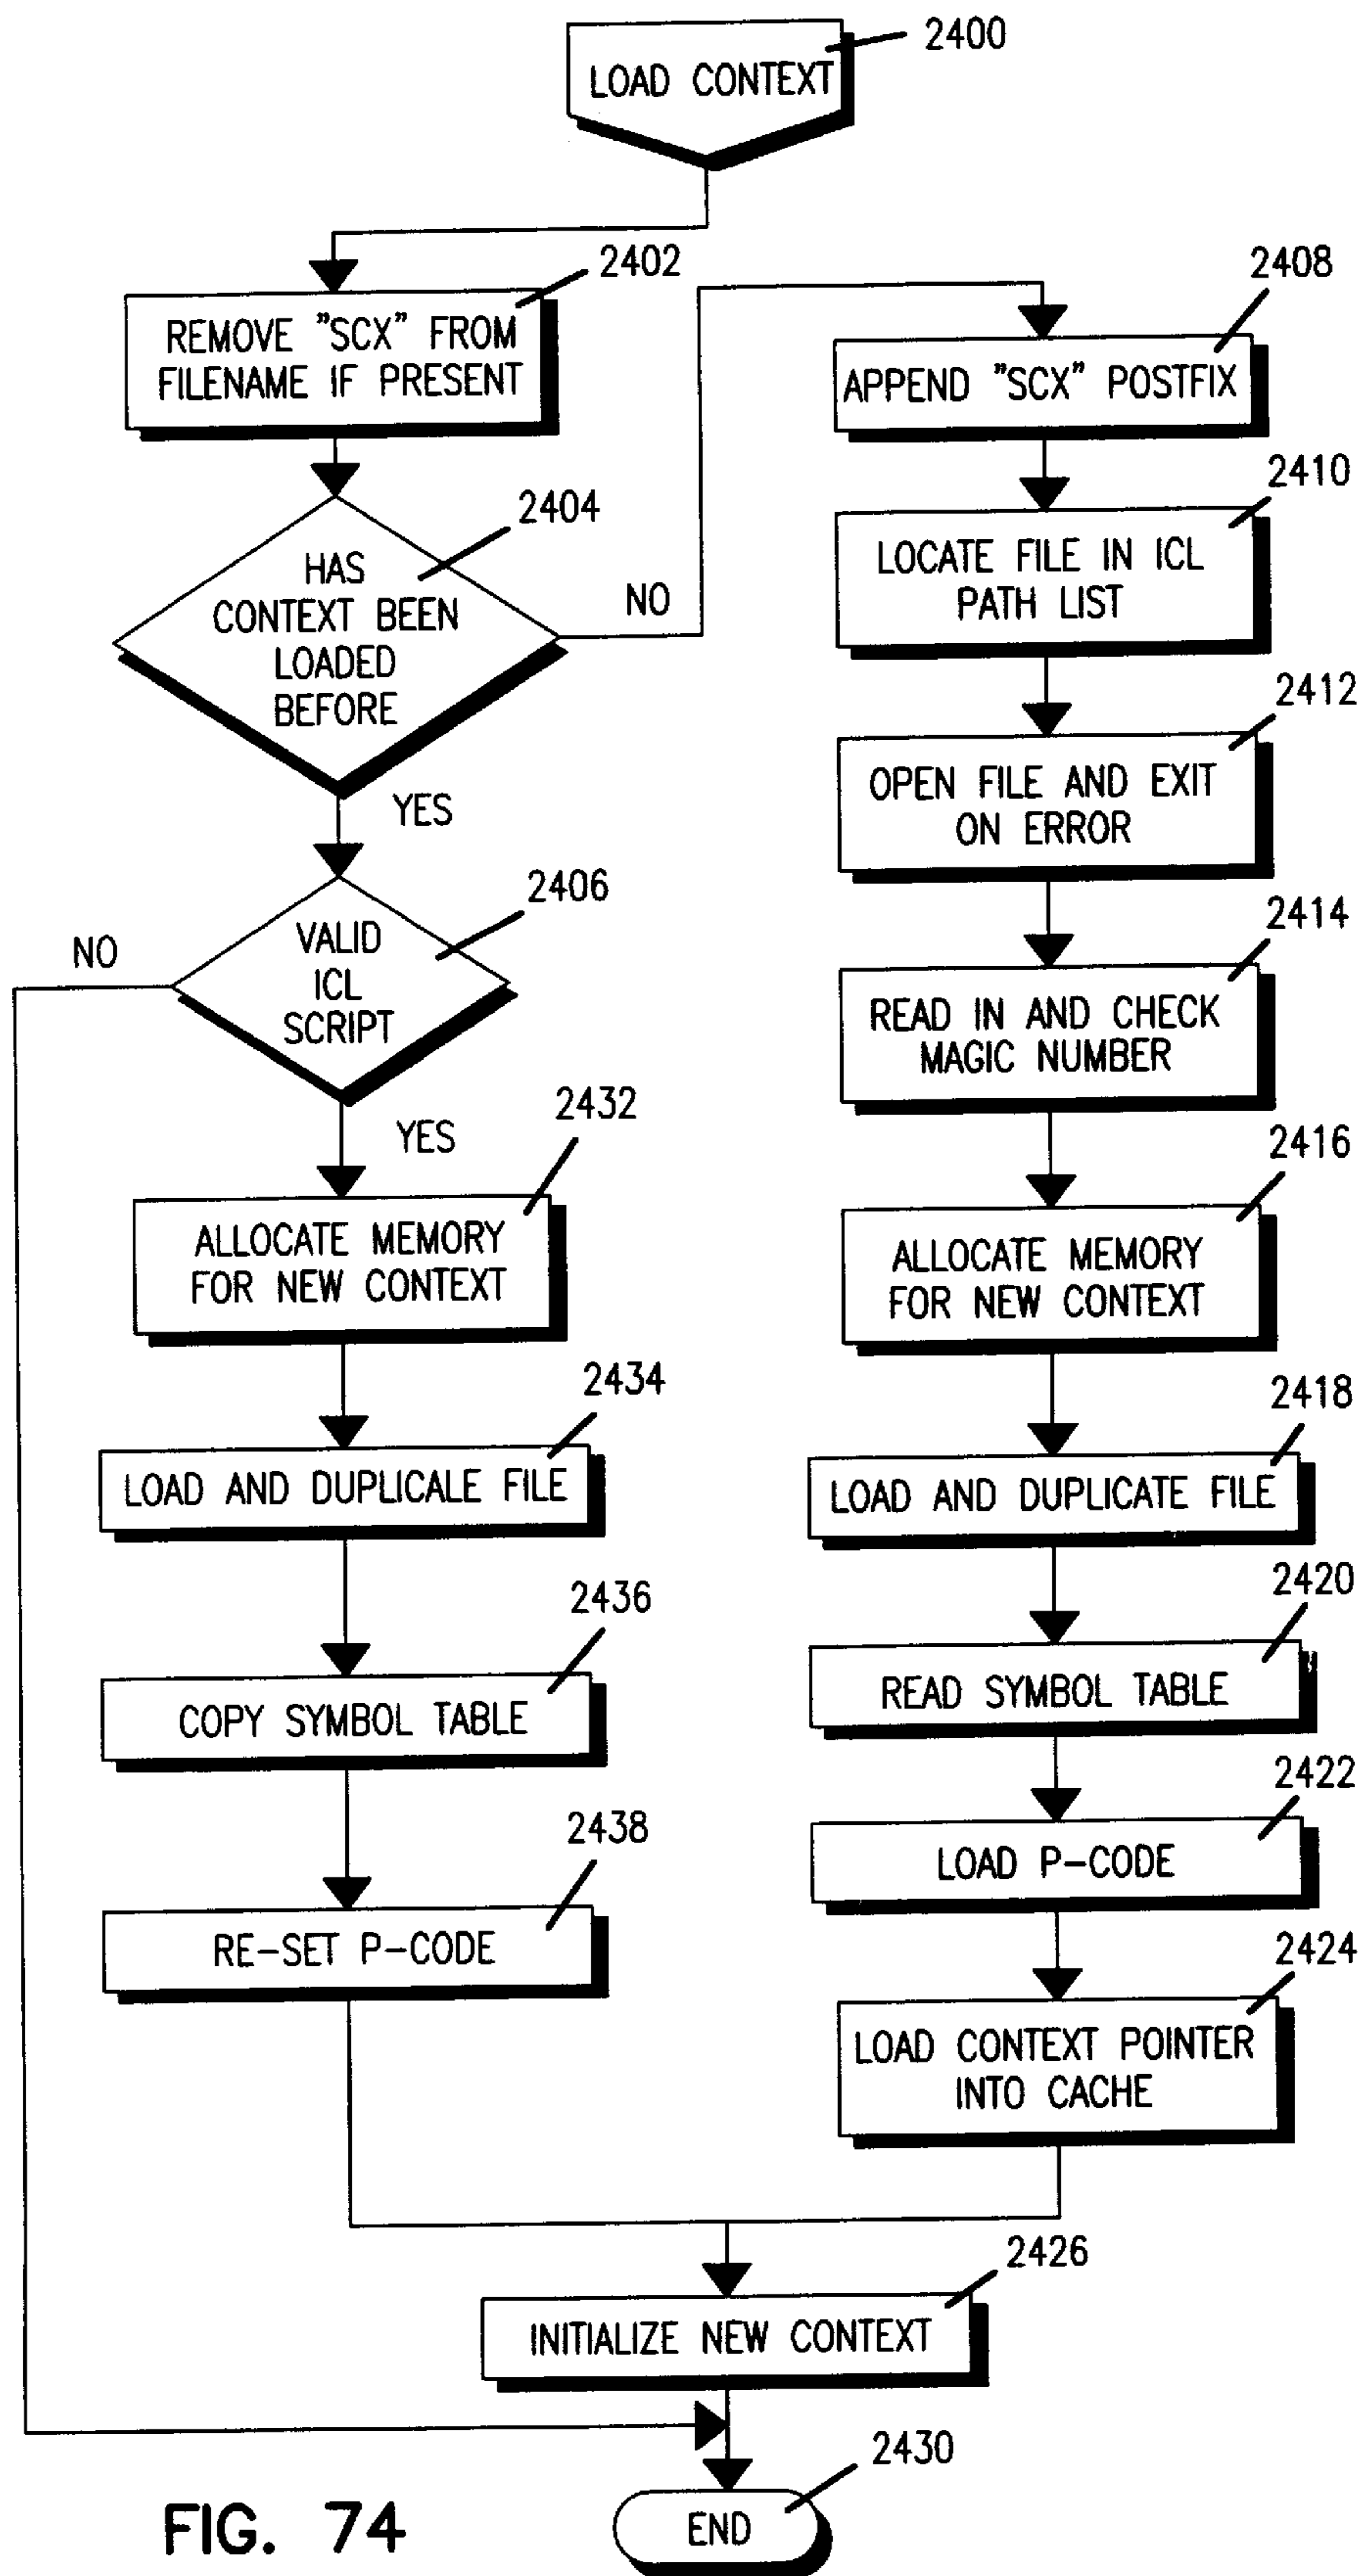 2400
LOAD CONTEXT
2402
REMOVE "SCX" FROM
FILENAME IF PRESENT
2404
HAS
CONTEXT BEEN
LOADED
BEFORE
NO
YES
2406
VALID
ICL
SCRIPT
NO
YES
2432
ALLOCATE MEMORY
FOR NEW CONTEXT
2434
LOAD AND DUPLICALE FILE
2436
COPY SYMBOL TABLE
2438
RE-SET P-CODE
2408
APPEND "SCX" POSTFIX
2410
LOCATE FILE IN ICL
PATH LIST
2412
OPEN FILE AND EXIT
ON ERROR
2414
READ IN AND CHECK
MAGIC NUMBER
2416
ALLOCATE MEMORY
FOR NEW CONTEXT
2418
LOAD AND DUPLICATE FILE
2420
READ SYMBOL TABLE
2422
LOAD P-CODE
2424
LOAD CONTEXT POINTER
INTO CACHE
2426
INITIALIZE NEW CONTEXT
2430
END
FIG. 74